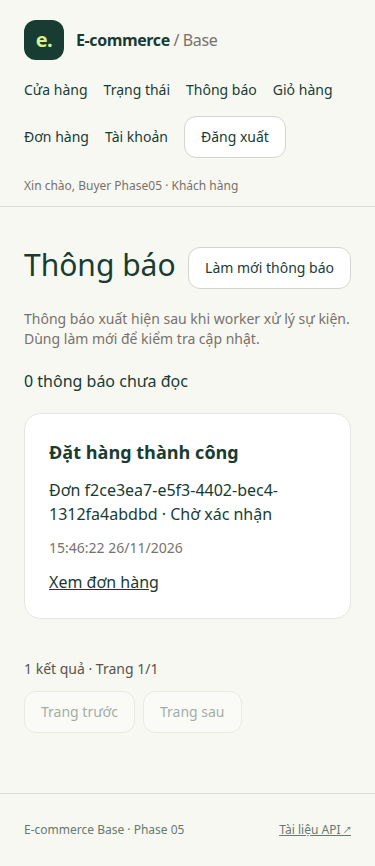 e.
E-commerce / Base
Cửa hàng Trạng thái Thông báo Giỏ hàng
Đơn hàng Tài khoản Đăng xuất
Xin chào, Buyer Phase05 · Khách hàng
Thông báo
Làm mới thông báo
Thông báo xuất hiện sau khi worker xử lý sự kiện.
Dùng làm mới để kiểm tra cập nhật.
0 thông báo chưa đọc
Đặt hàng thành công
Đơn f2ce3ea7-e5f3-4402-bec4-
1312fa4abdbd · Chờ xác nhận
15:46:22 26/11/2026
Xem đơn hàng
1 kết quả · Trang 1/1
Trang trước Trang sau
E-commerce Base · Phase 05
Tài liệu API ↗